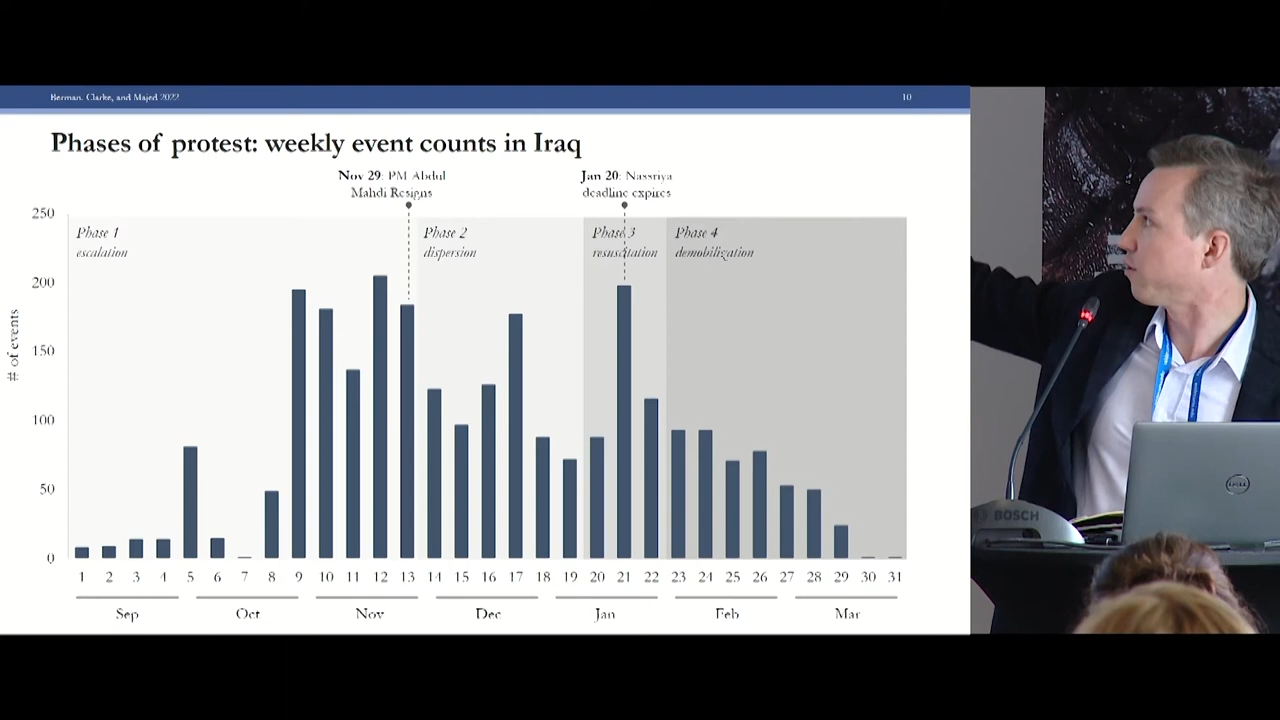 Berman, Clarke, and Majed 2022
10
Phases of protest: weekly event counts in Iraq
Nov 29: PM Abdul
Mahdi Resigns
Jan 20: Nassriya
deadline expires
250
200
150
100
50
0
# of events
Phase 1
escalation
Phase 2
dispersion
Phase 3
resuscitation
Phase 4
demobilization
1 2 3 4 5 6 7 8 9 10 11 12 13 14 15 16 17 18 19 20 21 22 23 24 25 26 27 28 29 30 31
Sep Oct Nov Dec Jan Feb Mar
BOSCH
DELL